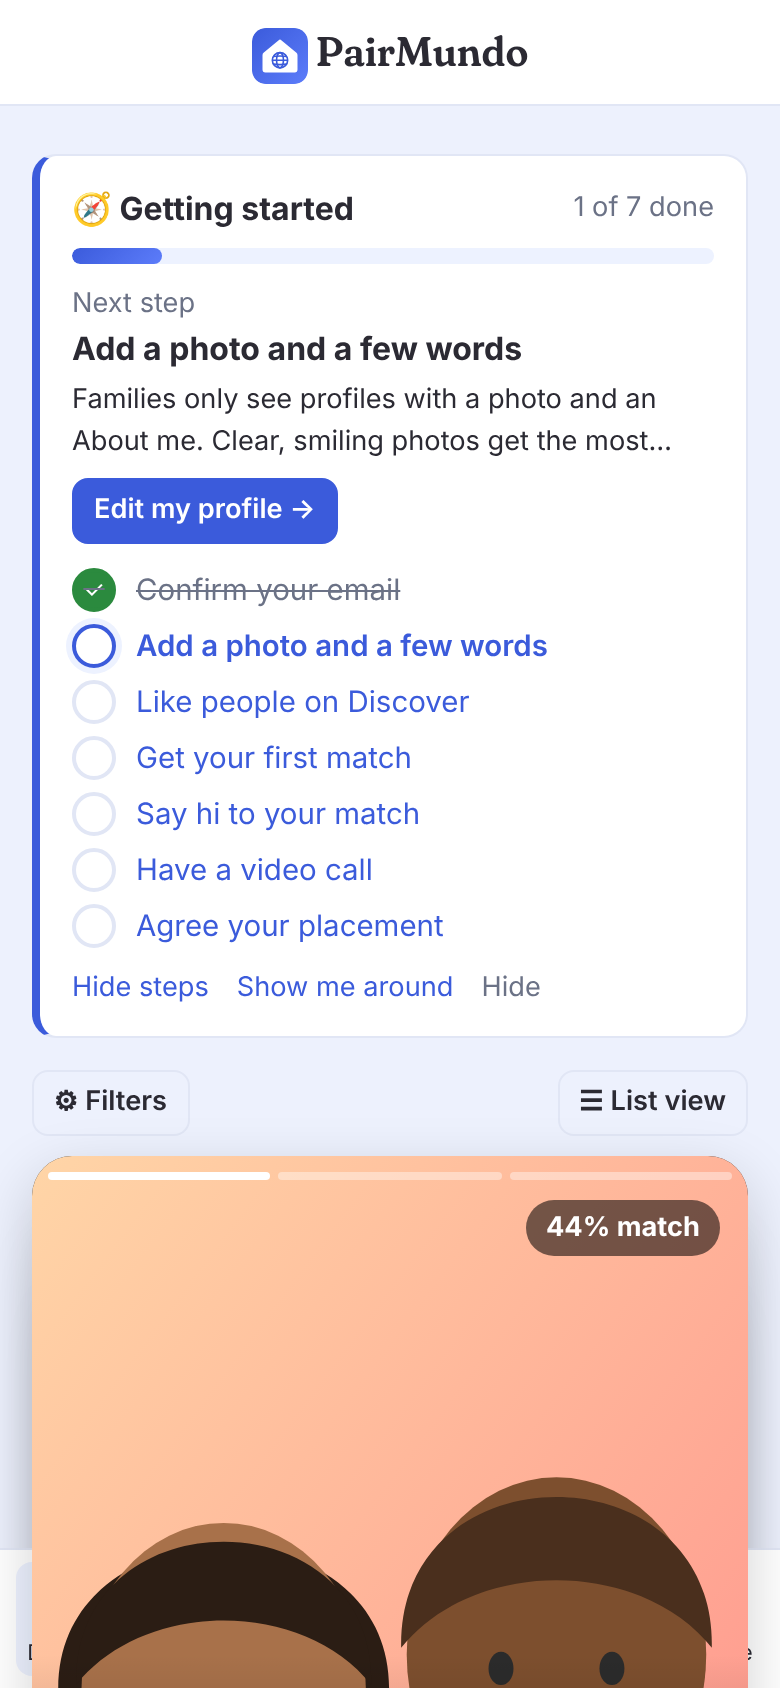 PairMundo
🧭 Getting started
1 of 7 done
Next step
Add a photo and a few words
Families only see profiles with a photo and an
About me. Clear, smiling photos get the most...
Edit my profile →
Confirm your email
Add a photo and a few words
Like people on Discover
Get your first match
Say hi to your match
Have a video call
Agree your placement
Hide steps Show me around Hide
⚙ Filters
☰ List view
44% match